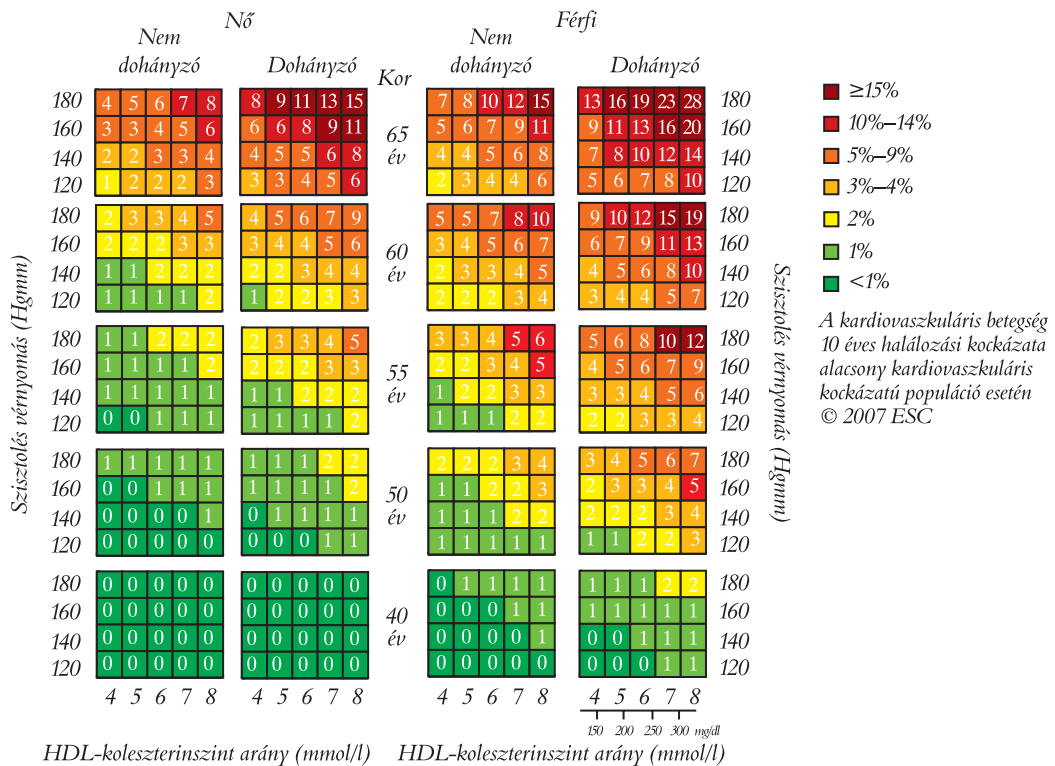 Nő
Férfi
Nem
dohányzó
Dohányzó
Kor
Nem
dohányzó
Dohányzó
180 4 5 6 7 8 8 9 11 13 15 7 8 10 12 15 13 16 19 23 28 180
160 3 3 4 5 6 6 6 8 9 11 65 5 6 7 9 11 9 11 13 16 20 160
140 2 2 3 3 4 4 5 5 6 8 év 4 4 5 6 8 7 8 10 12 14 140
120 1 2 2 2 3 3 3 4 5 6 2 3 4 4 6 5 6 7 8 10 120
180 2 3 3 4 5 4 5 6 7 9 5 5 7 8 10 9 10 12 15 19 180
160 2 2 2 3 3 3 4 4 5 6 60 3 4 5 6 7 6 7 9 11 13 160
140 1 1 2 2 2 2 2 3 4 4 év 2 3 3 4 5 4 5 6 8 10 140
120 1 1 1 1 2 1 2 2 3 3 2 2 2 3 4 3 4 4 5 7 120
180 1 1 2 2 2 2 3 3 4 5 3 3 4 5 6 5 6 8 10 12 180
160 1 1 1 1 2 2 2 2 3 3 55 2 2 3 4 5 4 5 6 7 9 160
140 1 1 1 1 1 1 1 2 2 2 év 1 2 2 3 3 3 3 4 5 6 140
120 0 0 1 1 1 1 1 1 1 2 1 1 1 2 2 2 2 3 3 4 120
180 1 1 1 1 1 1 1 1 2 2 2 2 2 3 4 3 4 5 6 7 180
160 0 0 1 1 1 1 1 1 1 2 50 1 1 2 2 3 2 3 3 4 5 160
140 0 0 0 0 1 0 1 1 1 1 év 1 1 1 2 2 2 2 2 3 4 140
120 0 0 0 0 0 0 0 0 1 1 1 1 1 1 1 1 1 2 2 3 120
180 0 0 0 0 0 0 0 0 0 0 0 1 1 1 1 1 1 1 2 2 180
160 0 0 0 0 0 0 0 0 0 0 40 0 0 0 1 1 1 1 1 1 1 160
140 0 0 0 0 0 0 0 0 0 0 év 0 0 0 0 1 0 0 1 1 1 140
120 0 0 0 0 0 0 0 0 0 0 0 0 0 0 0 0 0 0 1 1 120
4 5 6 7 8 4 5 6 7 8 4 5 6 7 8 4 5 6 7 8
150 200 250 300 mg/dl
HDL-koleszterinszint arány (mmol/l)
HDL-koleszterinszint arány (mmol/l)
Szisztolés vérnyomás (Hgmm)
Szisztolés vérnyomás (Hgmm)
≥15%
10%–14%
5%–9%
3%–4%
2%
1%
<1%
A kardiovaszkuláris betegség
10 éves halálozási kockázata
alacsony kardiovaszkuláris
kockázatú populáció esetén
© 2007 ESC